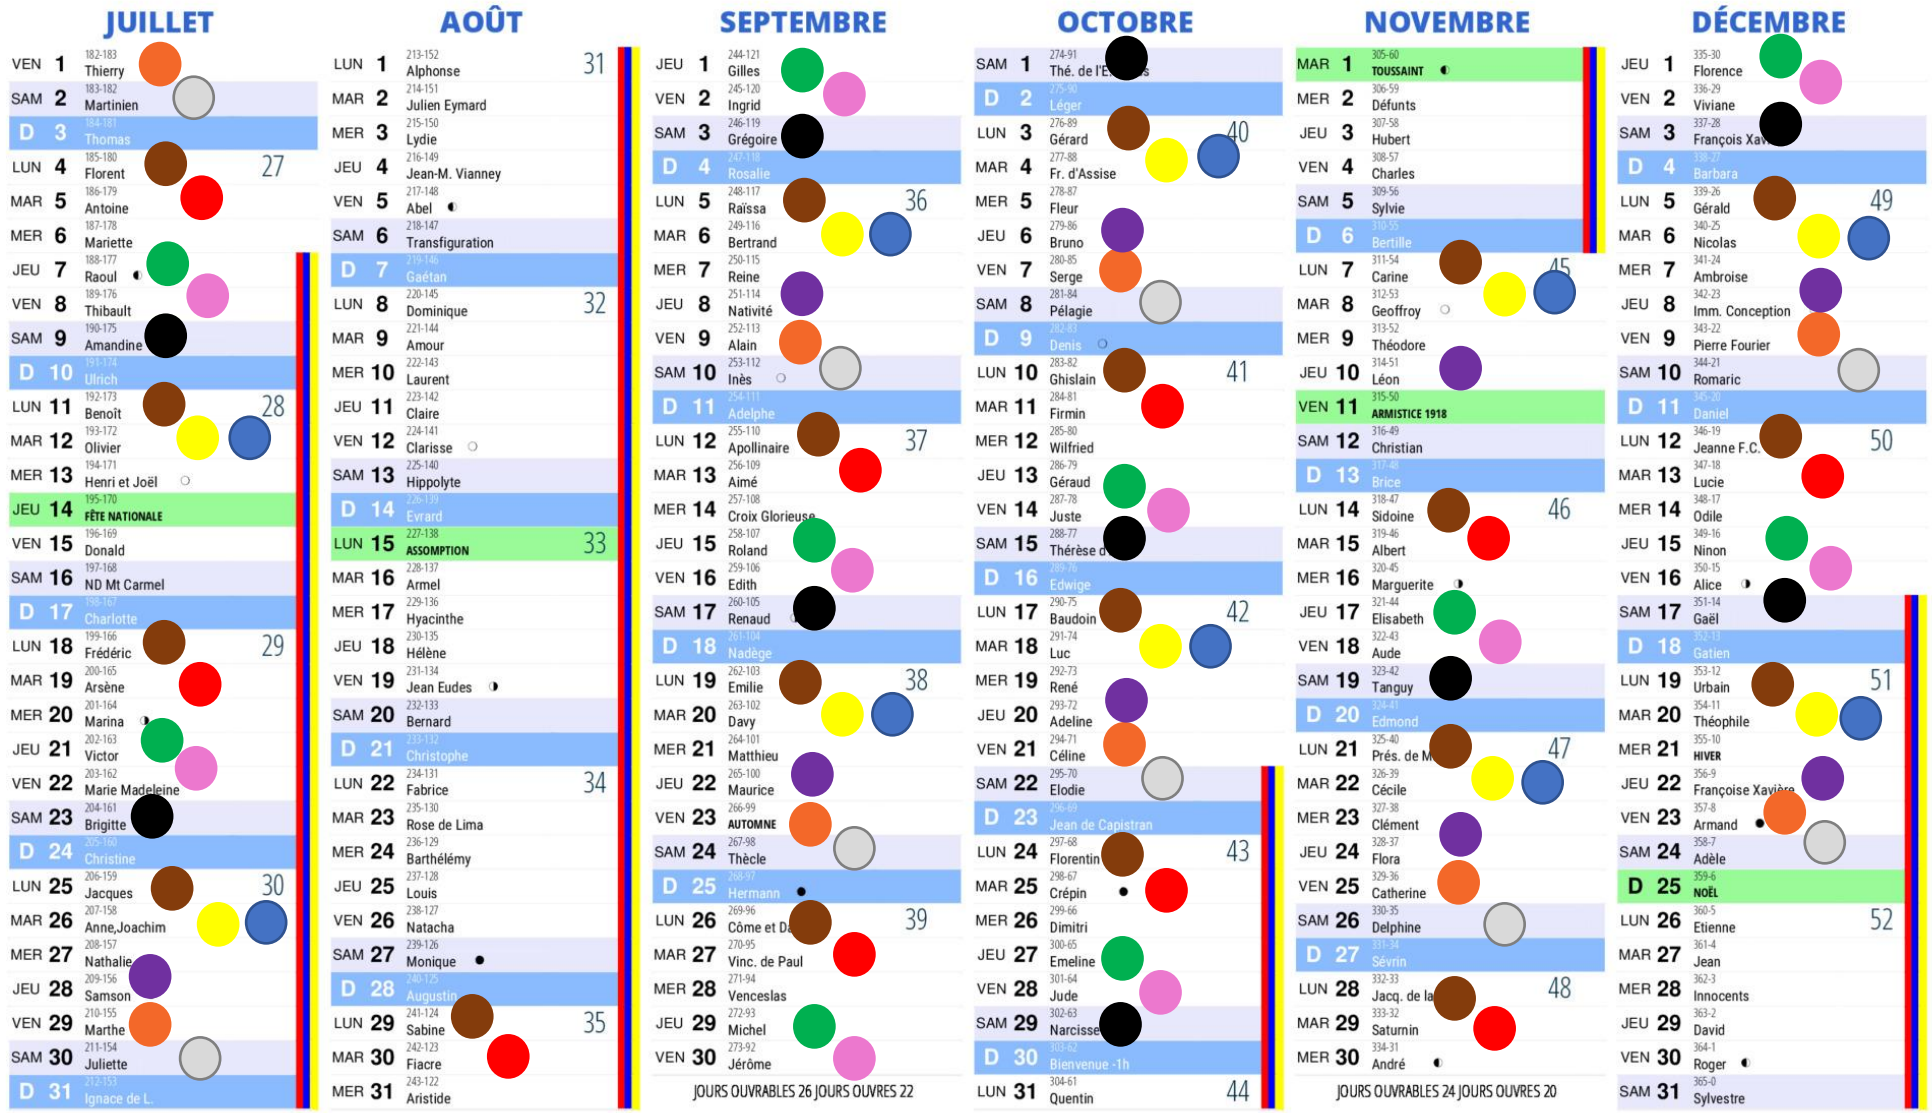 JUILLET
VEN 1 182-183 Thierry
SAM 2 183-182 Martinien
D 3 184-181 Thomas
LUN 4 185-180 Florent 27
MAR 5 186-179 Antoine
MER 6 187-178 Mariette
JEU 7 188-177 Raoul
VEN 8 189-176 Thibault
SAM 9 190-175 Amandine
D 10 191-174 Ulrich
LUN 11 192-173 Benoît 28
MAR 12 193-172 Olivier
MER 13 194-171 Henri et Joël
JEU 14 195-170 FÊTE NATIONALE
VEN 15 196-169 Donald
SAM 16 197-168 ND Mt Carmel
D 17 198-167 Charlotte
LUN 18 199-166 Frédéric 29
MAR 19 200-165 Arsène
MER 20 201-164 Marina
JEU 21 202-163 Victor
VEN 22 203-162 Marie Madeleine
SAM 23 204-161 Brigitte
D 24 205-160 Christine
LUN 25 206-159 Jacques 30
MAR 26 207-158 Anne,Joachim
MER 27 208-157 Nathalie
JEU 28 209-156 Samson
VEN 29 210-155 Marthe
SAM 30 211-154 Juliette
D 31 212-153 Ignace de L.
AOÛT
LUN 1 213-152 Alphonse 31
MAR 2 214-151 Julien Eymard
MER 3 215-150 Lydie
JEU 4 216-149 Jean-M. Vianney
VEN 5 217-148 Abel
SAM 6 218-147 Transfiguration
D 7 219-146 Gaétan
LUN 8 220-145 Dominique 32
MAR 9 221-144 Amour
MER 10 222-143 Laurent
JEU 11 223-142 Claire
VEN 12 224-141 Clarisse
SAM 13 225-140 Hippolyte
D 14 226-139 Evrard
LUN 15 227-138 ASSOMPTION 33
MAR 16 228-137 Armel
MER 17 229-136 Hyacinthe
JEU 18 230-135 Hélène
VEN 19 231-134 Jean Eudes
SAM 20 232-133 Bernard
D 21 233-132 Christophe
LUN 22 234-131 Fabrice 34
MAR 23 235-130 Rose de Lima
MER 24 236-129 Barthélémy
JEU 25 237-128 Louis
VEN 26 238-127 Natacha
SAM 27 239-126 Monique
D 28 240-125 Augustin
LUN 29 241-124 Sabine 35
MAR 30 242-123 Fiacre
MER 31 243-122 Aristide
SEPTEMBRE
JEU 1 244-121 Gilles
VEN 2 245-120 Ingrid
SAM 3 246-119 Grégoire
D 4 247-118 Rosalie
LUN 5 248-117 Raïssa 36
MAR 6 249-116 Bertrand
MER 7 250-115 Reine
JEU 8 251-114 Nativité
VEN 9 252-113 Alain
SAM 10 253-112 Inès
D 11 254-111 Adelphe
LUN 12 255-110 Apollinaire 37
MAR 13 256-109 Aimé
MER 14 257-108 Croix Glorieuse
JEU 15 258-107 Roland
VEN 16 259-106 Edith
SAM 17 260-105 Renaud
D 18 261-104 Nadège
LUN 19 262-103 Emilie 38
MAR 20 263-102 Davy
MER 21 264-101 Matthieu
JEU 22 265-100 Maurice
VEN 23 266-99 AUTOMNE
SAM 24 267-98 Thècle
D 25 268-97 Hermann
LUN 26 269-96 Côme et Da 39
MAR 27 270-95 Vinc. de Paul
MER 28 271-94 Venceslas
JEU 29 272-93 Michel
VEN 30 273-92 Jérôme
JOURS OUVRABLES 26 JOURS OUVRES 22
OCTOBRE
SAM 1 274-91 Thé. de l'E
D 2 275-90 Léger
LUN 3 276-89 Gérard 40
MAR 4 277-88 Fr. d'Assise
MER 5 278-87 Fleur
JEU 6 279-86 Bruno
VEN 7 280-85 Serge
SAM 8 281-84 Pélagie
D 9 282-83 Denis
LUN 10 283-82 Ghislain 41
MAR 11 284-81 Firmin
MER 12 285-80 Wilfried
JEU 13 286-79 Géraud
VEN 14 287-78 Juste
SAM 15 288-77 Thérèse d
D 16 289-76 Edwige
LUN 17 290-75 Baudoin 42
MAR 18 291-74 Luc
MER 19 292-73 René
JEU 20 293-72 Adeline
VEN 21 294-71 Céline
SAM 22 295-70 Elodie
D 23 296-69 Jean de Capistran
LUN 24 297-68 Florentin 43
MAR 25 298-67 Crépin
MER 26 299-66 Dimitri
JEU 27 300-65 Emeline
VEN 28 301-64 Jude
SAM 29 302-63 Narcisse
D 30 303-62 Bienvenue -1h
LUN 31 304-61 Quentin 44
NOVEMBRE
MAR 1 305-60 TOUSSAINT
MER 2 306-59 Défunts
JEU 3 307-58 Hubert
VEN 4 308-57 Charles
SAM 5 309-56 Sylvie
D 6 310-55 Bertille
LUN 7 311-54 Carine 45
MAR 8 312-53 Geoffroy
MER 9 313-52 Théodore
JEU 10 314-51 Léon
VEN 11 315-50 ARMISTICE 1918
SAM 12 316-49 Christian
D 13 317-48 Brice
LUN 14 318-47 Sidoine 46
MAR 15 319-46 Albert
MER 16 320-45 Marguerite
JEU 17 321-44 Elisabeth
VEN 18 322-43 Aude
SAM 19 323-42 Tanguy
D 20 324-41 Edmond
LUN 21 325-40 Prés. de M 47
MAR 22 326-39 Cécile
MER 23 327-38 Clément
JEU 24 328-37 Flora
VEN 25 329-36 Catherine
SAM 26 330-35 Delphine
D 27 331-34 Sévrin
LUN 28 332-33 Jacq. de la 48
MAR 29 333-32 Saturnin
MER 30 334-31 André
JOURS OUVRABLES 24 JOURS OUVRES 20
DÉCEMBRE
JEU 1 335-30 Florence
VEN 2 336-29 Viviane
SAM 3 337-28 François Xav
D 4 338-27 Barbara
LUN 5 339-26 Gérald 49
MAR 6 340-25 Nicolas
MER 7 341-24 Ambroise
JEU 8 342-23 Imm. Conception
VEN 9 343-22 Pierre Fourier
SAM 10 344-21 Romaric
D 11 345-20 Daniel
LUN 12 346-19 Jeanne F.C. 50
MAR 13 347-18 Lucie
MER 14 348-17 Odile
JEU 15 349-16 Ninon
VEN 16 350-15 Alice
SAM 17 351-14 Gaël
D 18 352-13 Gatien
LUN 19 353-12 Urbain 51
MAR 20 354-11 Théophile
MER 21 355-10 HIVER
JEU 22 356-9 Françoise Xavière
VEN 23 357-8 Armand
SAM 24 358-7 Adèle
D 25 359-6 NOËL
LUN 26 360-5 Etienne 52
MAR 27 361-4 Jean
MER 28 362-3 Innocents
JEU 29 363-2 David
VEN 30 364-1 Roger
SAM 31 365-0 Sylvestre